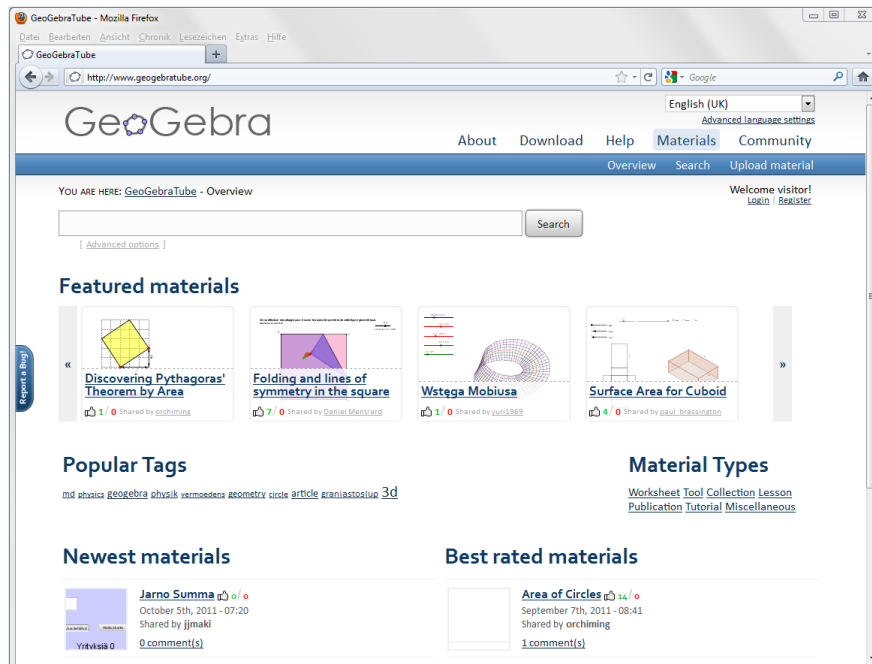 GeoGebraTube - Mozilla Firefox
Datei Bearbeiten Ansicht Chronik Lesezeichen Extras Hilfe
GeoGebraTube
http://www.geogebratube.org/
Google
GeoGebra
English (UK)
Advanced language settings
About Download Help Materials Community
Overview Search Upload material
YOU ARE HERE: GeoGebraTube - Overview
Welcome visitor!
Login | Register
Search
[ Advanced options ]
Featured materials
Report a Bug!
«
Discovering Pythagoras'
Theorem by Area
1/ 0 Shared by orchiming
Folding and lines of
symmetry in the square
7/ 0 Shared by Daniel Mentrard
Wstęga Mobiusa
1/ 0 Shared by yuri1969
Surface Area for Cuboid
4/ 0 Shared by paul_brassington
»
Popular Tags
md physics geogebra physik vermoedens geometry circle article graniastosłup 3d
Material Types
Worksheet Tool Collection Lesson
Publication Tutorial Miscellaneous
Newest materials
Jarno Summa 0/ 0
October 5th, 2011 - 07:20
Shared by jjmaki
0 comment(s)
Yrityksiä 0
Best rated materials
Area of Circles 14/ 0
September 7th, 2011 - 08:41
Shared by orchiming
1 comment(s)